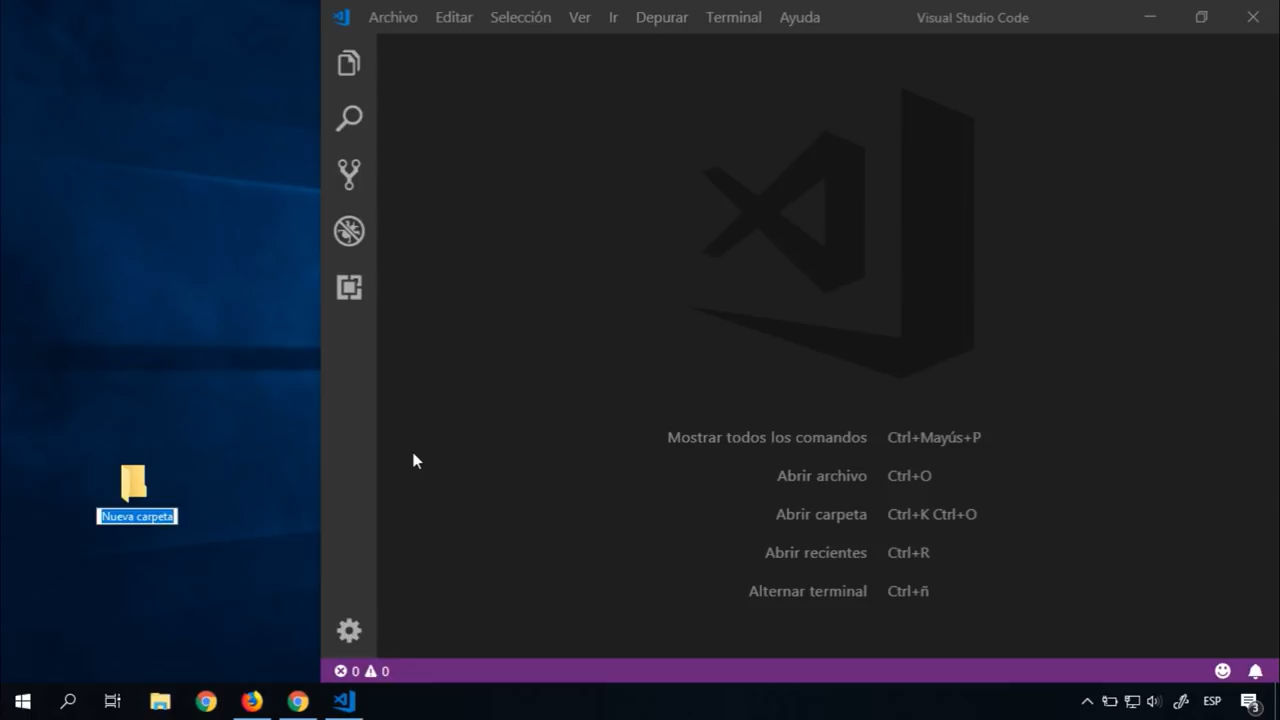 Archivo Editar Selección Ver Ir Depurar Terminal Ayuda Visual Studio Code
Mostrar todos los comandos Ctrl+Mayús+P
Abrir archivo Ctrl+O
Nueva carpeta
Abrir carpeta Ctrl+K Ctrl+O
Abrir recientes Ctrl+R
Alternar terminal Ctrl+ñ
0 0
ESP 3